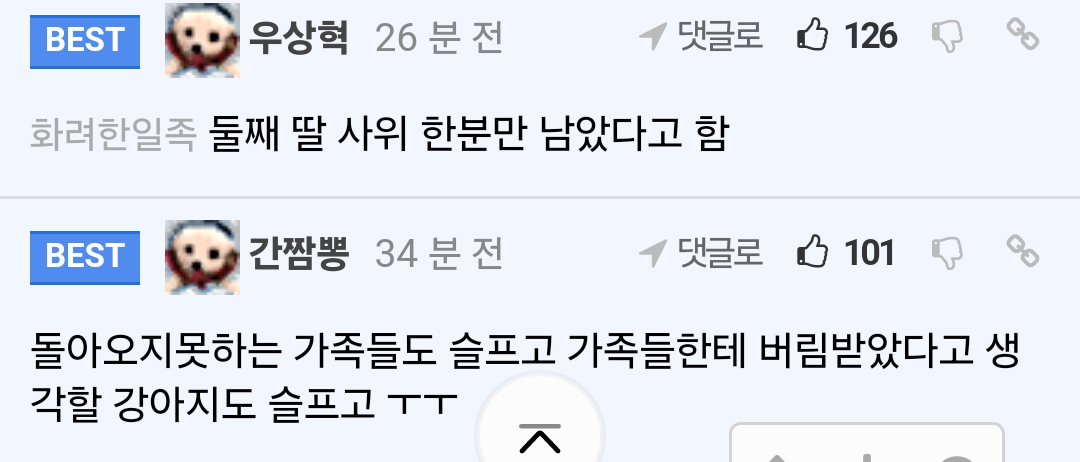 BEST 우상혁 26 분 전 댓글로 126
화려한일족 둘째 딸 사위 한분만 남았다고 함
BEST 간짬뽕 34 분 전 댓글로 101
돌아오지못하는 가족들도 슬프고 가족들한테 버림받았다고 생
각할 강아지도 슬프고 ㅜㅜ